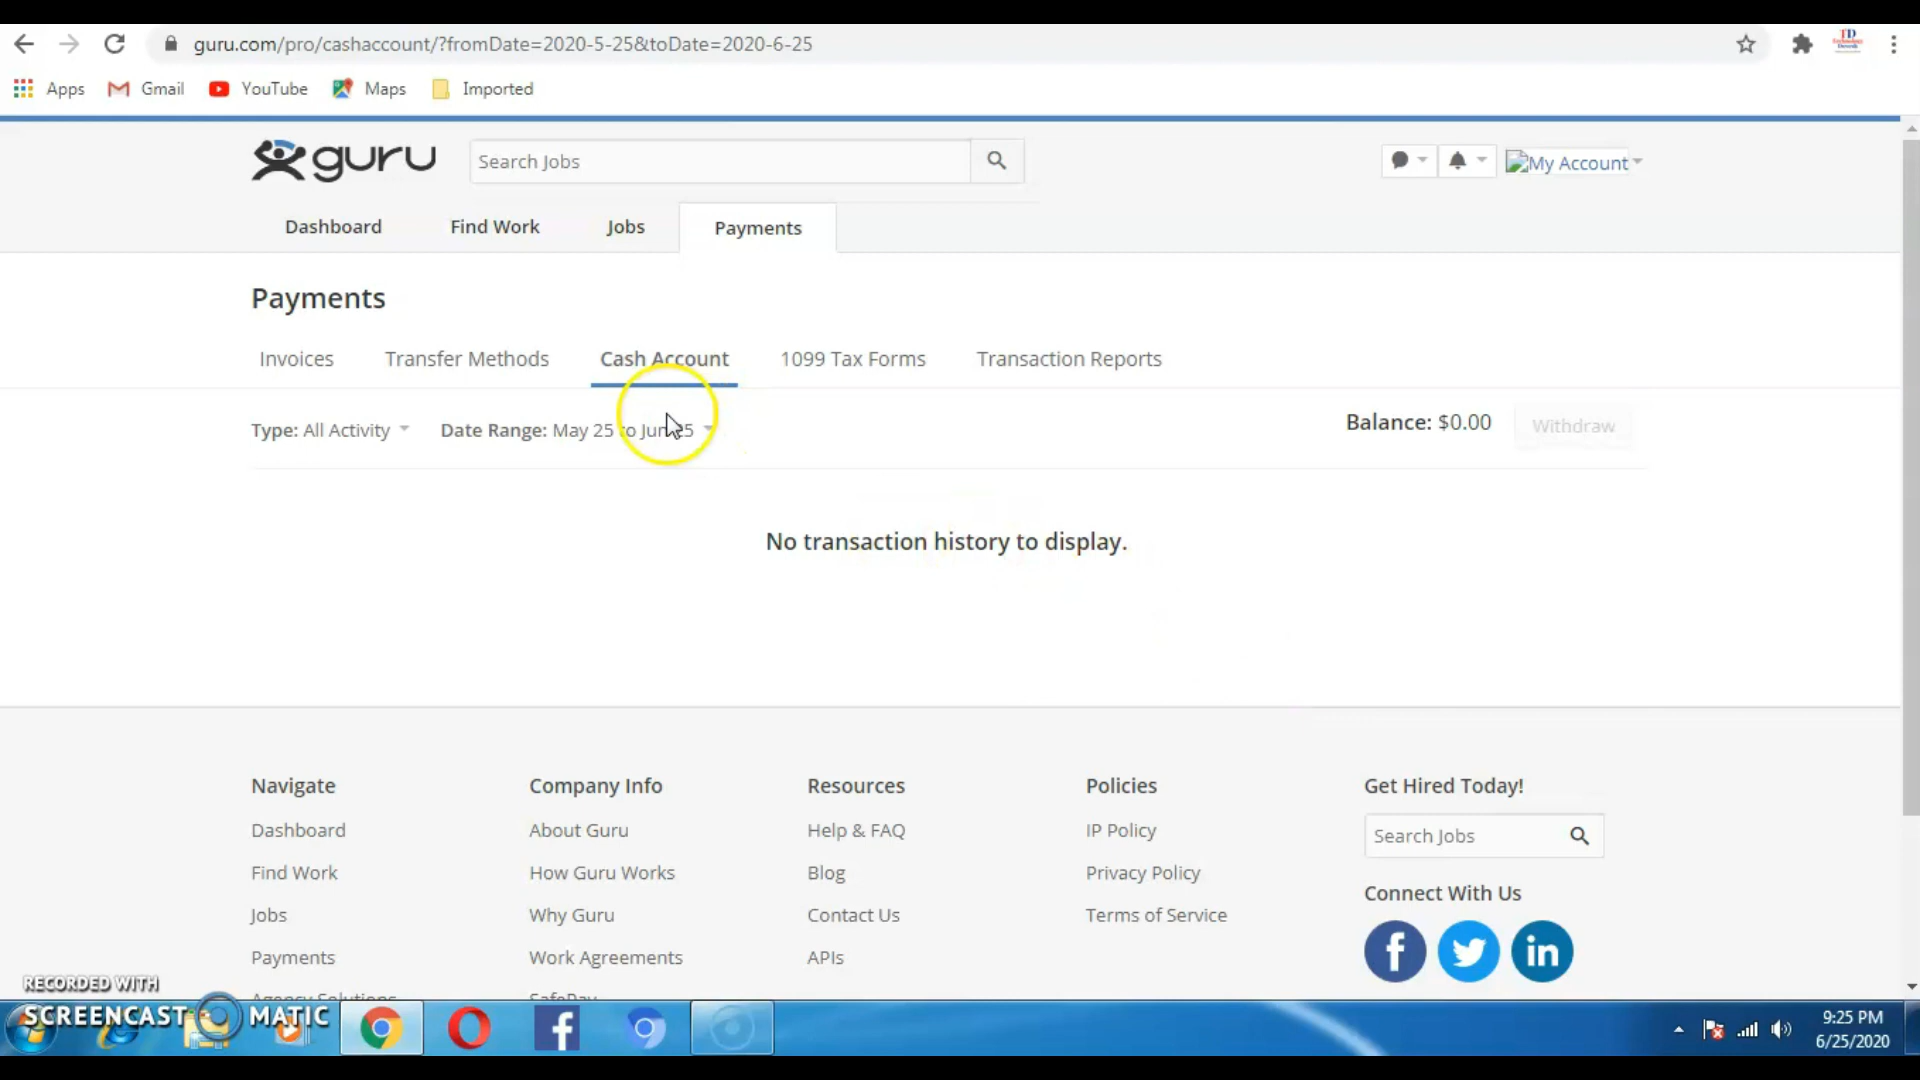 guru.com/pro/cashaccount/?fromDate=2020-5-25&toDate=2020-6-25
TD
Apps Gmail YouTube Maps Imported
guru Search Jobs My Account
Dashboard Find Work Jobs Payments
Payments
Invoices Transfer Methods Cash Account 1099 Tax Forms Transaction Reports
Type: All Activity Date Range: May 25 to Jun 25 Balance: $0.00 Withdraw
No transaction history to display.
Navigate Company Info Resources Policies Get Hired Today!
Dashboard About Guru Help & FAQ IP Policy Search Jobs
Find Work How Guru Works Blog Privacy Policy
Connect With Us
Jobs Why Guru Contact Us Terms of Service
Payments Work Agreements APIs
RECORDED WITH
Agency Solutions SafePay
SCREENCAST MATIC
9:25 PM
6/25/2020